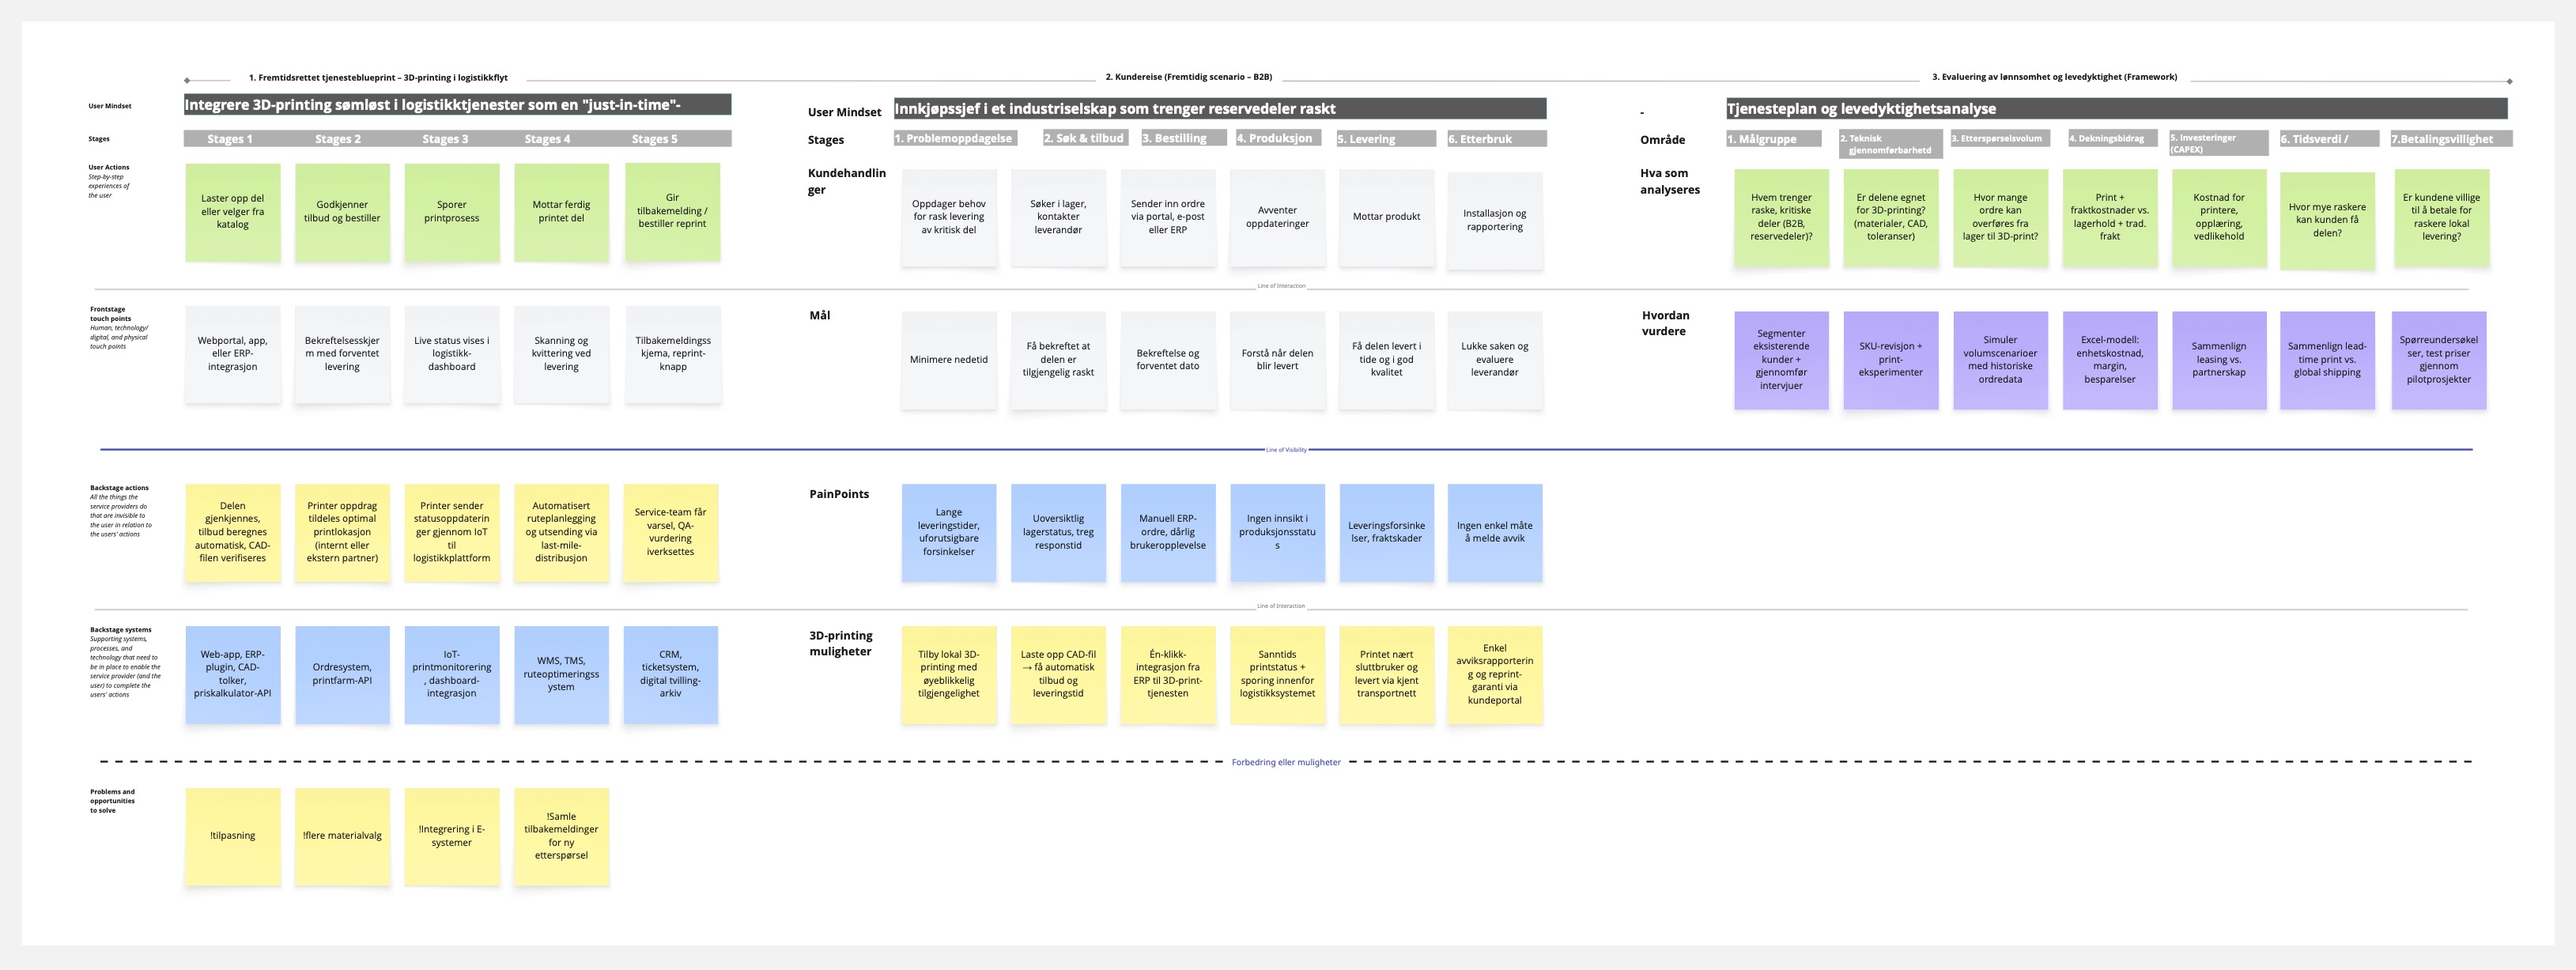 1. Fremtidsrettet tjenesteblueprint – 3D-printing i logistikkflyt
2. Kundereise (Fremtidig scenario – B2B)
3. Evaluering av lønnsomhet og levedyktighet (Framework)
User Mindset
Integrere 3D-printing sømløst i logistikktjenester som en "just-in-time"-
Stages
Stages 1
Stages 2
Stages 3
Stages 4
Stages 5
User Actions
Step-by-step
experiences of
the user
Laster opp del
eller velger fra
katalog
Godkjenner
tilbud og bestiller
Sporer
printprosess
Mottar ferdig
printet del
Gir
tilbakemelding /
bestiller reprint
Frontstage
touch points
Human, technology/
digital, and physical
touch points
Webportal, app,
eller ERP-
integrasjon
Bekreftelsesskjer
m med forventet
levering
Live status vises i
logistikk-
dashboard
Skanning og
kvittering ved
levering
Tilbakemeldingss
kjema, reprint-
knapp
Backstage actions
All the things the
service providers do
that are invisible to
the user in relation to
the users' actions
Delen
gjenkjennes,
tilbud beregnes
automatisk, CAD-
filen verifiseres
Printer oppdrag
tildeles optimal
printlokasjon
(internt eller
ekstern partner)
Printer sender
statusoppdaterin
ger gjennom IoT
til
logistikkplattform
Automatisert
ruteplanlegging
og utsending via
last-mile-
distribusjon
Service-team får
varsel, QA-
vurdering
iverksettes
Backstage systems
Supporting systems,
processes, and
technology that need to
be in place to enable the
service provider (and the
user) to complete the
users' actions
Web-app, ERP-
plugin, CAD-
tolker,
priskalkulator-API
Ordresystem,
printfarm-API
IoT-
printmonitorering
, dashboard-
integrasjon
WMS, TMS,
ruteoptimeringss
ystem
CRM,
ticketsystem,
digital tvilling-
arkiv
Problems and
opportunities
to solve
!tilpasning
!flere materialvalg
!Integrering i E-
systemer
!Samle
tilbakemeldinger
for ny
etterspørsel
User Mindset
Innkjøpssjef i et industriselskap som trenger reservedeler raskt
Stages
1. Problemoppdagelse
2. Søk & tilbud
3. Bestilling
4. Produksjon
5. Levering
6. Etterbruk
Kundehandlin
ger
Oppdager behov
for rask levering
av kritisk del
Søker i lager,
kontakter
leverandør
Sender inn ordre
via portal, e-post
eller ERP
Avventer
oppdateringer
Mottar produkt
Installasjon og
rapportering
Line of Interaction
Mål
Minimere nedetid
Få bekreftet at
delen er
tilgjengelig raskt
Bekreftelse og
forventet dato
Forstå når delen
blir levert
Få delen levert i
tide og i god
kvalitet
Lukke saken og
evaluere
leverandør
Line of Visibility
PainPoints
Lange
leveringstider,
uforutsigbare
forsinkelser
Uoversiktlig
lagerstatus, treg
responstid
Manuell ERP-
ordre, dårlig
brukeropplevelse
Ingen innsikt i
produksjonsstatu
s
Leveringsforsinke
lser, fraktskader
Ingen enkel måte
å melde avvik
Line of Interaction
3D-printing
muligheter
Tilby lokal 3D-
printing med
øyeblikkelig
tilgjengelighet
Laste opp CAD-fil
→ få automatisk
tilbud og
leveringstid
Én-klikk-
integrasjon fra
ERP til 3D-print-
tjenesten
Sanntids
printstatus +
sporing innenfor
logistikksystemet
Printet nært
sluttbruker og
levert via kjent
transportnett
Enkel
avviksrapporterin
g og reprint-
garanti via
kundeportal
Forbedring eller muligheter
-
Tjenesteplan og levedyktighetsanalyse
Område
1. Målgruppe
2. Teknisk
gjennomførbarhetd
3. Etterspørselsvolum
4. Dekningsbidrag
5. Investeringer
(CAPEX)
6. Tidsverdi /
7.Betalingsvillighet
Hva som
analyseres
Hvem trenger
raske, kritiske
deler (B2B,
reservedeler)?
Er delene egnet
for 3D-printing?
(materialer, CAD,
toleranser)
Hvor mange
ordre kan
overføres fra
lager til 3D-print?
Print +
fraktkostnader vs.
lagerhold + trad.
frakt
Kostnad for
printere,
opplæring,
vedlikehold
Hvor mye raskere
kan kunden få
delen?
Er kundene villige
til å betale for
raskere lokal
levering?
Hvordan
vurdere
Segmenter
eksisterende
kunder +
gjennomfør
intervjuer
SKU-revisjon +
print-
eksperimenter
Simuler
volumscenarioer
med historiske
ordredata
Excel-modell:
enhetskostnad,
margin,
besparelser
Sammenlign
leasing vs.
partnerskap
Sammenlign lead-
time print vs.
global shipping
Spørreundersøkel
ser, test priser
gjennom
pilotprosjekter